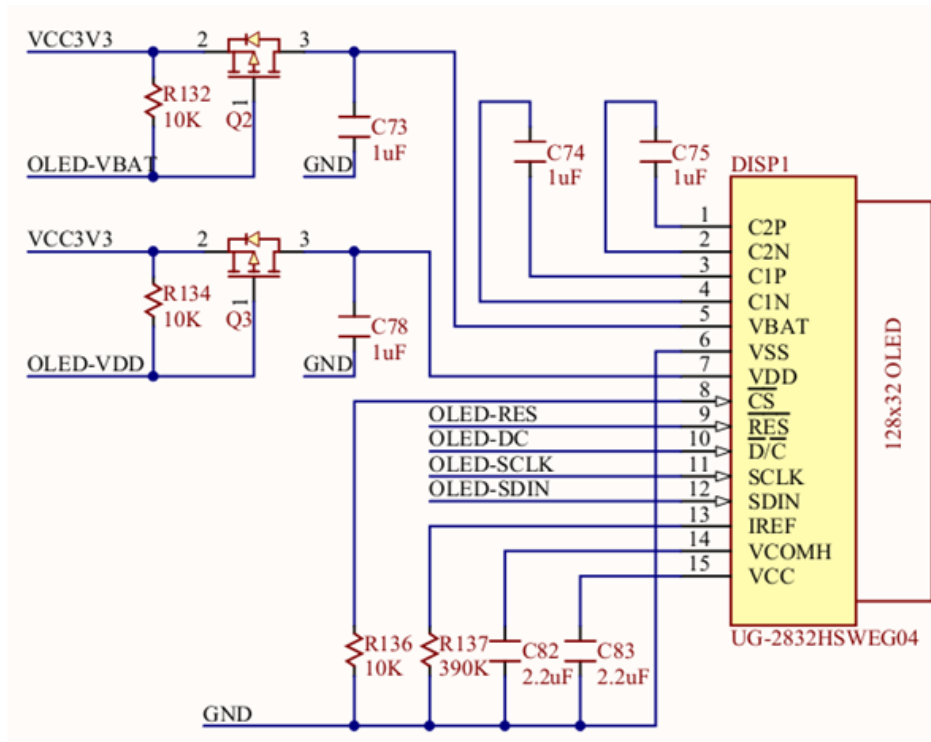 VCC3V3
2
3
R132
10K
1
Q2
C73
1uF
OLED-VBAT
GND
C74
1uF
C75
1uF
DISP1
VCC3V3
2
3
R134
10K
1
Q3
C78
1uF
OLED-VDD
GND
1 C2P
2 C2N
3 C1P
4 C1N
5 VBAT
6 VSS
7 VDD
8 CS
OLED-RES 9 RES
OLED-DC 10 D/C
OLED-SCLK 11 SCLK
OLED-SDIN 12 SDIN
13 IREF
14 VCOMH
15 VCC
128x32 OLED
R136
10K
R137
390K
C82
2.2uF
C83
2.2uF
UG-2832HSWEG04
GND